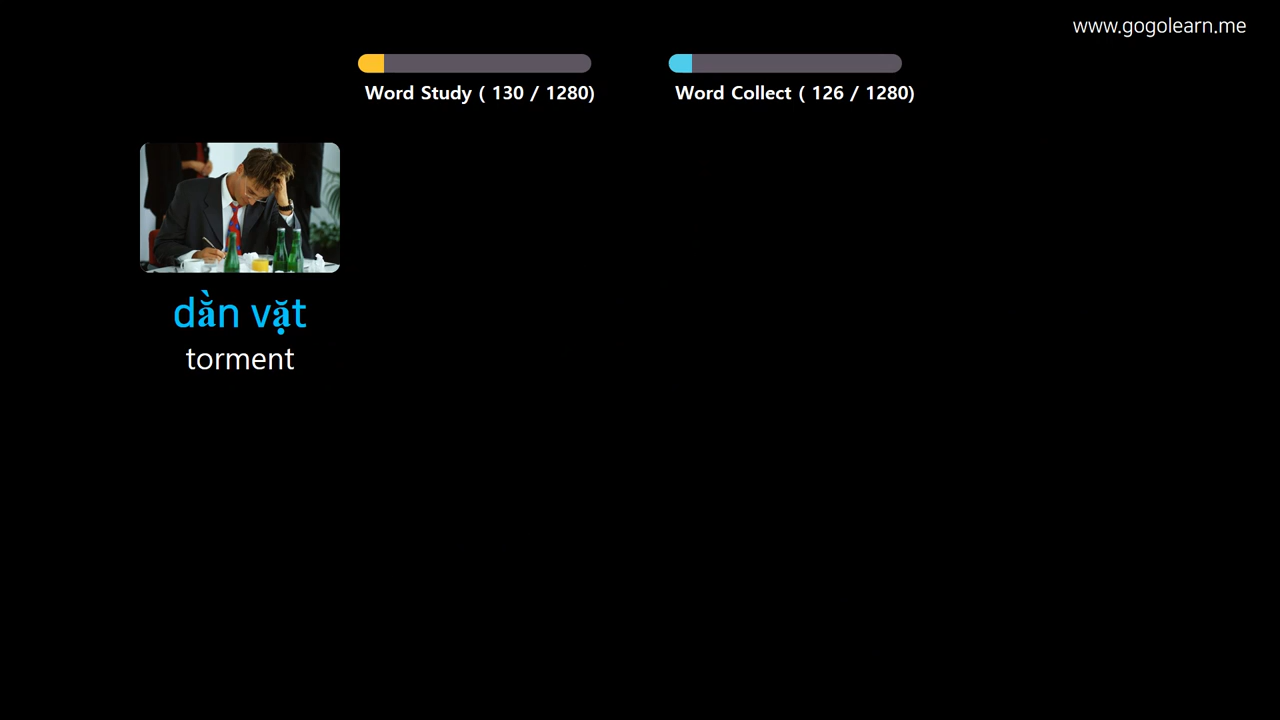 www.gogolearn.me
Word Study ( 130 / 1280)
Word Collect ( 126 / 1280)
dằn vặt
torment